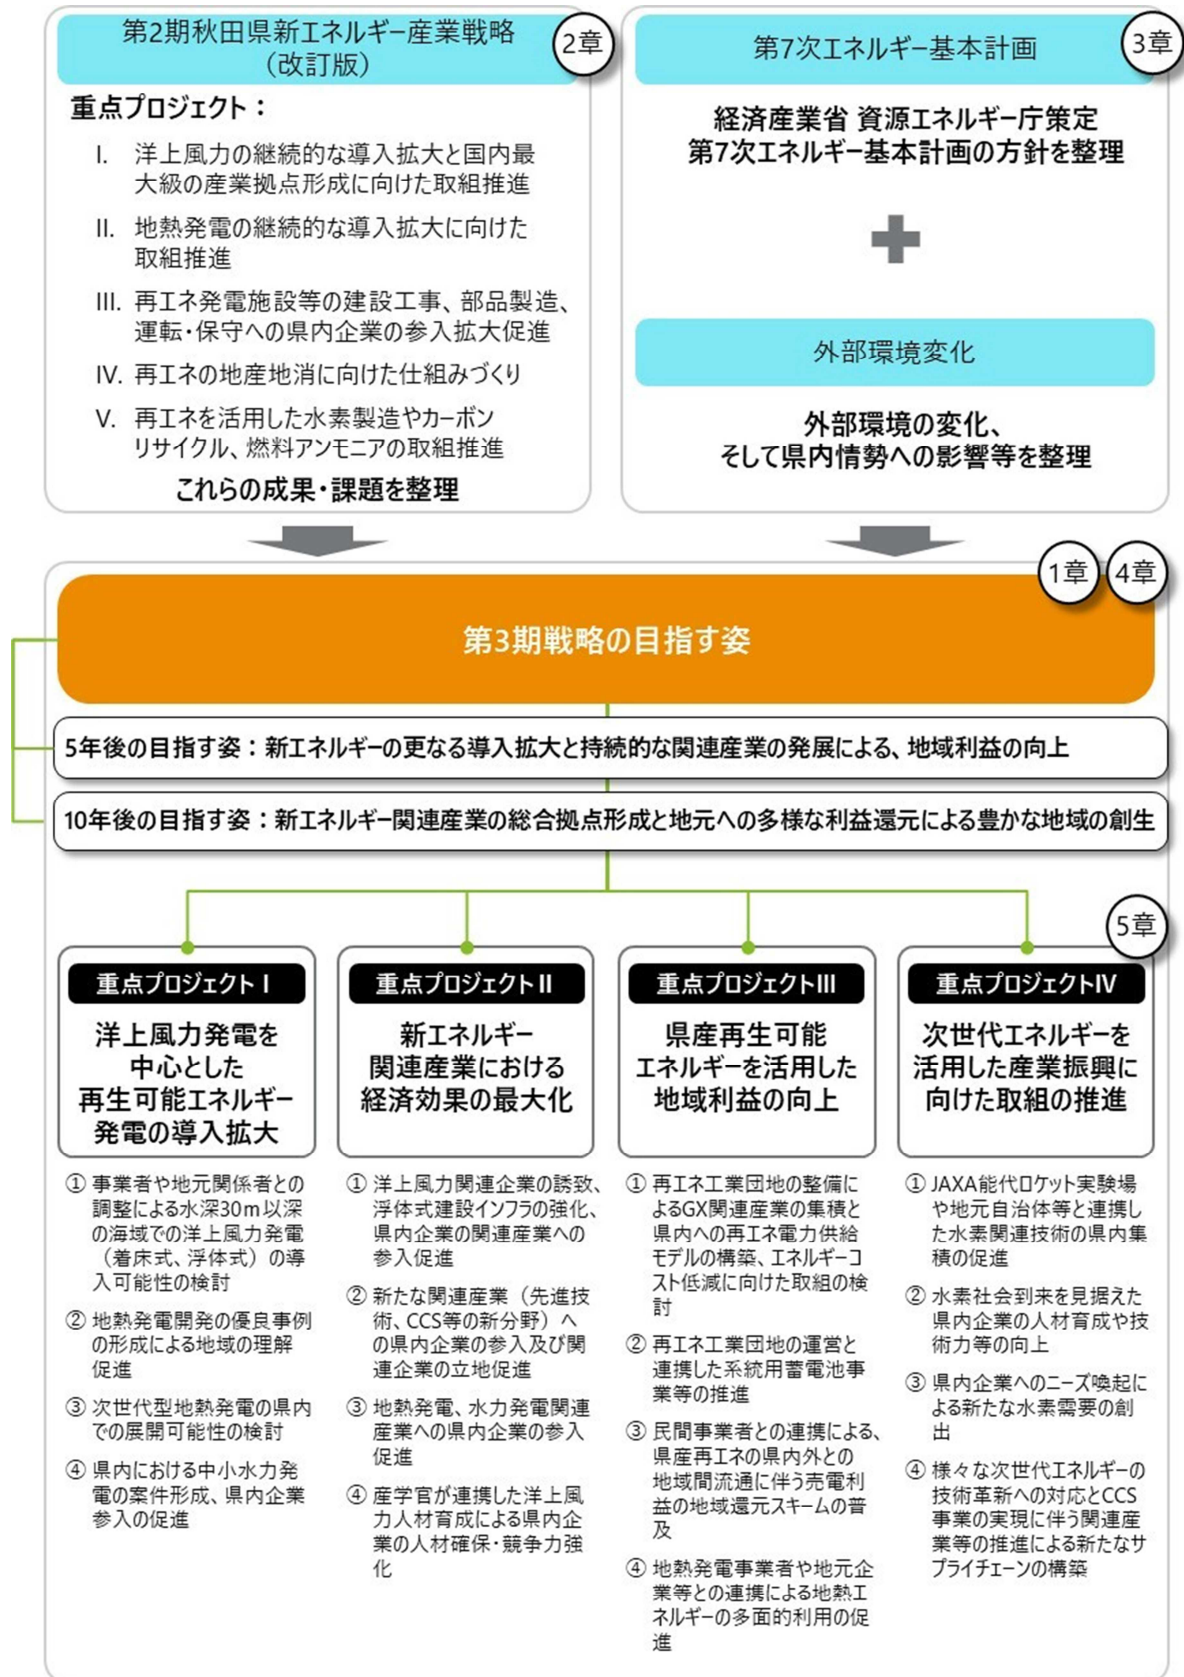 第2期秋田県新エネルギー産業戦略
（改訂版）
2章
重点プロジェクト：
I. 洋上風力の継続的な導入拡大と国内最
大級の産業拠点形成に向けた取組推進
II. 地熱発電の継続的な導入拡大に向けた
取組推進
III. 再エネ発電施設等の建設工事、部品製造、
運転・保守への県内企業の参入拡大促進
IV. 再エネの地産地消に向けた仕組みづくり
V. 再エネを活用した水素製造やカーボン
リサイクル、燃料アンモニアの取組推進
これらの成果・課題を整理
第7次エネルギー基本計画
3章
経済産業省 資源エネルギー庁策定
第7次エネルギー基本計画の方針を整理
外部環境変化
外部環境の変化、
そして県内情勢への影響等を整理
1章
4章
第3期戦略の目指す姿
5年後の目指す姿：新エネルギーの更なる導入拡大と持続的な関連産業の発展による、地域利益の向上
10年後の目指す姿：新エネルギー関連産業の総合拠点形成と地元への多様な利益還元による豊かな地域の創生
5章
重点プロジェクトⅠ
洋上風力発電を
中心とした
再生可能エネルギー
発電の導入拡大
① 事業者や地元関係者との
調整による水深30m以深
の海域での洋上風力発電
（着床式、浮体式）の導
入可能性の検討
② 地熱発電開発の優良事例
の形成による地域の理解
促進
③ 次世代型地熱発電の県内
での展開可能性の検討
④ 県内における中小水力発
電の案件形成、県内企業
参入の促進
重点プロジェクトⅡ
新エネルギー
関連産業における
経済効果の最大化
① 洋上風力関連企業の誘致、
浮体式建設インフラの強化、
県内企業の関連産業への
参入促進
② 新たな関連産業（先進技
術、CCS等の新分野）へ
の県内企業の参入及び関
連企業の立地促進
③ 地熱発電、水力発電関連
産業への県内企業の参入
促進
④ 産学官が連携した洋上風
力人材育成による県内企
業の人材確保・競争力強
化
重点プロジェクトⅢ
県産再生可能
エネルギーを活用した
地域利益の向上
① 再エネ工業団地の整備に
よるGX関連産業の集積と
県内への再エネ電力供給
モデルの構築、エネルギーコ
スト低減に向けた取組の検
討
② 再エネ工業団地の運営と
連携した系統用蓄電池事
業等の推進
③ 民間事業者との連携による、
県産再エネの県内外との
地域間流通に伴う売電利
益の地域還元スキームの普
及
④ 地熱発電事業者や地元企
業等との連携による地熱エ
ネルギーの多面的利用の促
進
重点プロジェクトⅣ
次世代エネルギーを
活用した産業振興に
向けた取組の推進
① JAXA能代ロケット実験場
や地元自治体等と連携し
た水素関連技術の県内集
積の促進
② 水素社会到来を見据えた
県内企業の人材育成や技
術力等の向上
③ 県内企業へのニーズ喚起に
よる新たな水素需要の創
出
④ 様々な次世代エネルギーの
技術革新への対応とCCS
事業の実現に伴う関連産
業等の推進による新たなサ
プライチェーンの構築